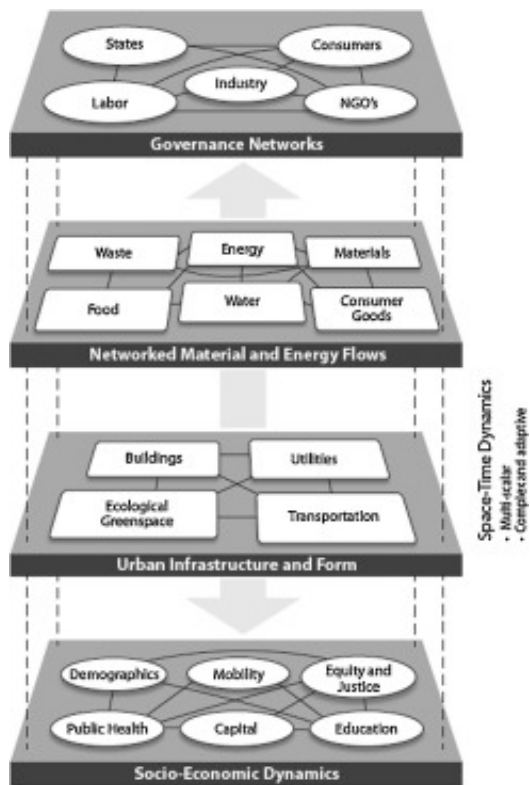 States
Consumers
Industry
Labor
NGO's
Governance Networks
Waste
Energy
Materials
Food
Water
Consumer
Goods
Networked Material and Energy Flows
Buildings
Utilities
Ecological
Greenspace
Transportation
Urban Infrastructure and Form
Demographics
Mobility
Equity and
Justice
Public Health
Capital
Education
Socio-Economic Dynamics
Space-Time Dynamics
• Multi-scalar
• Complex and adaptive